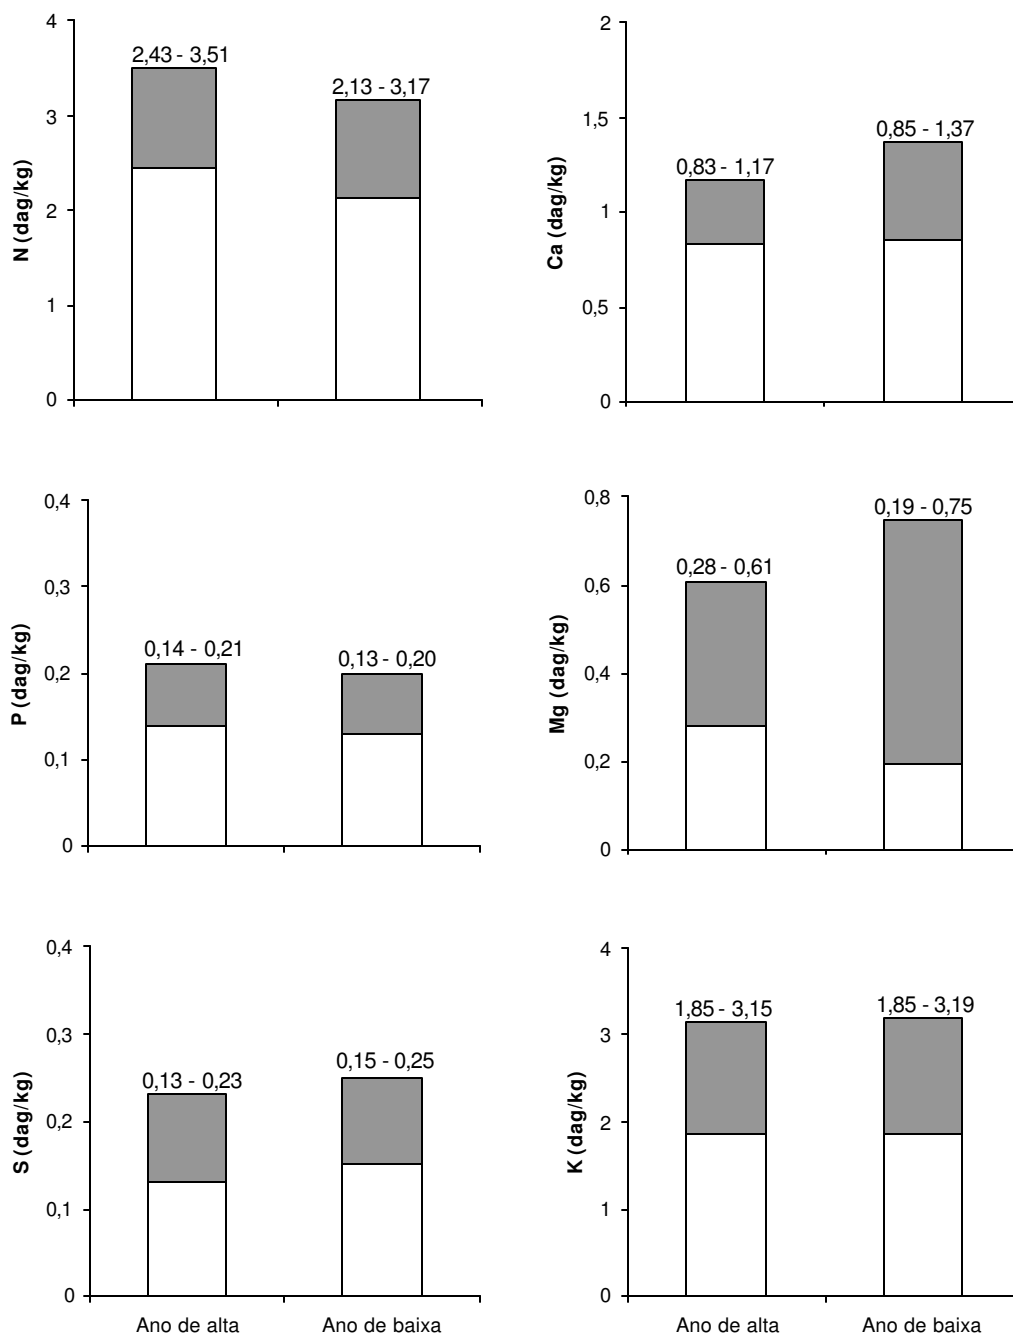 4
3
2
1
0
N (dag/kg)
2,43 - 3,51
2,13 - 3,17
2
1,5
1
0,5
0
Ca (dag/kg)
0,83 - 1,17
0,85 - 1,37
0,4
0,3
0,2
0,1
0
P (dag/kg)
0,14 - 0,21
0,13 - 0,20
0,8
0,6
0,4
0,2
0
Mg (dag/kg)
0,28 - 0,61
0,19 - 0,75
0,4
0,3
0,2
0,1
0
S (dag/kg)
0,13 - 0,23
0,15 - 0,25
Ano de alta
Ano de baixa
4
3
2
1
0
K (dag/kg)
1,85 - 3,15
1,85 - 3,19
Ano de alta
Ano de baixa